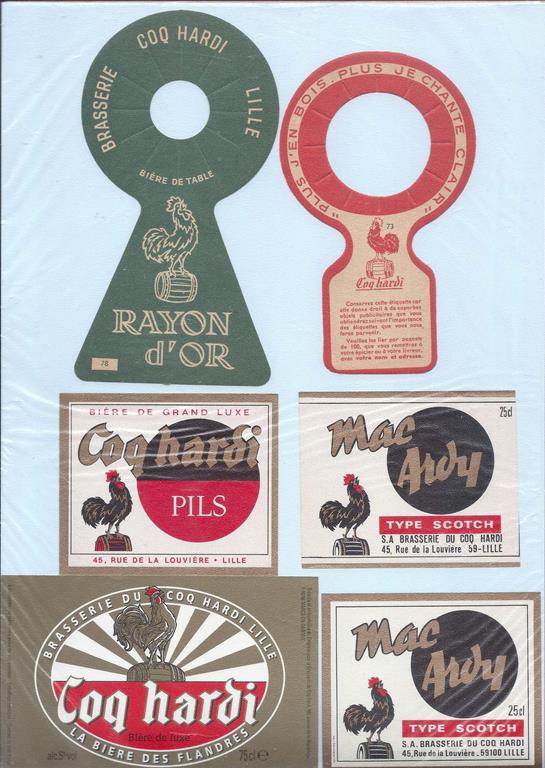 BRASSERIE COQ HARDI LILLE
BIÈRE DE TABLE
RAYON
d'OR
78
"PLUS J'EN BOIS. PLUS JE CHANTE CLAIR"
73
Coq hardi
Conservez cette étiquette car
elle donne droit à de superbes
objets publicitaires que vous
obtiendrez suivant l'importance
des étiquettes que vous nous
ferez parvenir.
Veuillez les lier par paquets
de 100, que vous remettrez à
votre épicier ou à votre livreur,
avec votre nom et adresse.
BIÈRE DE GRAND LUXE
Coq hardi
PILS
45, RUE DE LA LOUVIÈRE • LILLE
25cl
Mac
Ardy
TYPE SCOTCH
S.A BRASSERIE DU COQ HARDI
45, Rue de la Louvière 59-LILLE
BRASSERIE DU COQ HARDI LILLE
Coq hardi
Bière de luxe
LA BIÈRE DES FLANDRES
alc.5°vol
75cl e
Mac
Ardy
25cl
TYPE SCOTCH
S.A. BRASSERIE DU COQ HARDI
45, Rue de la Louvière . 59100 LILLE